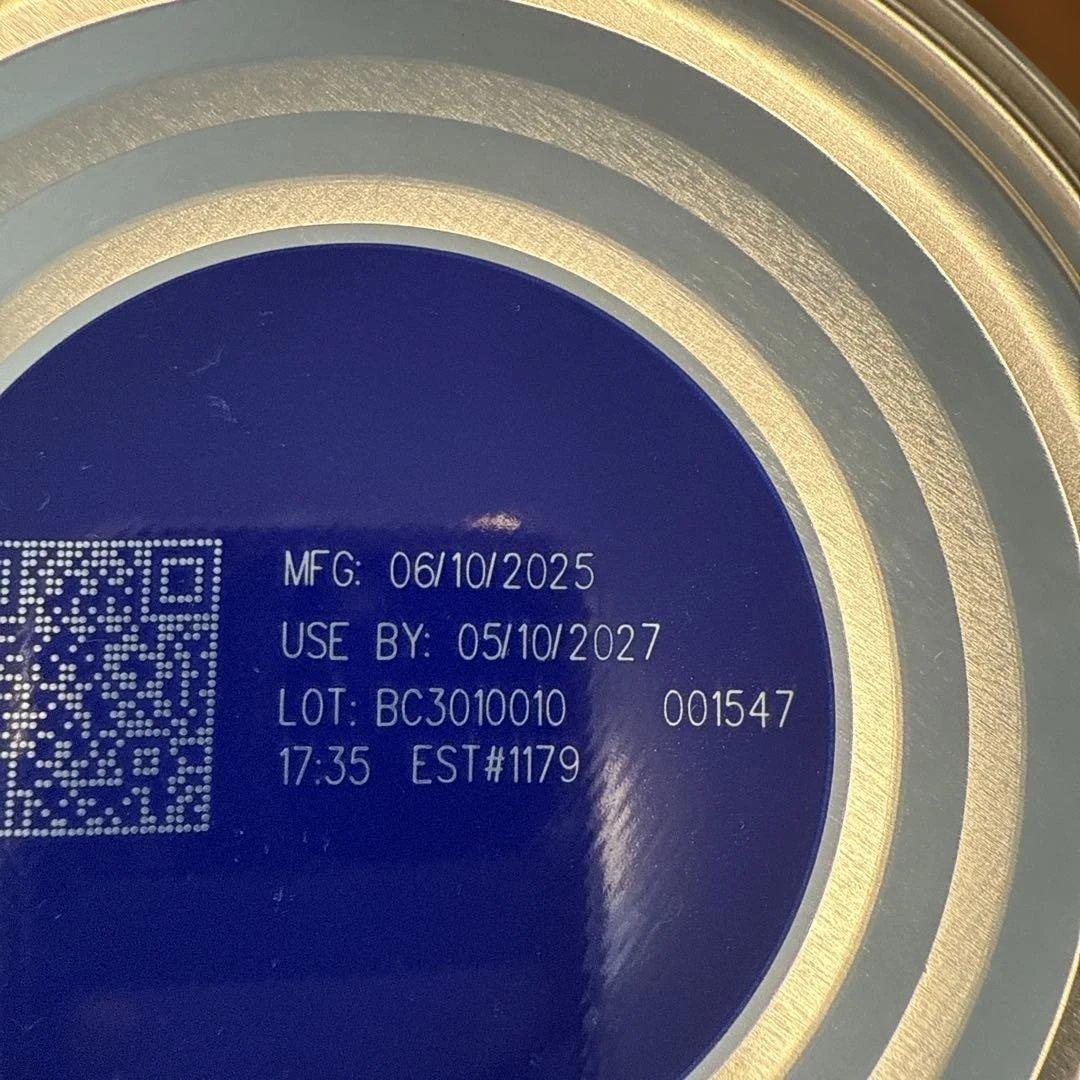 MFG: 06/10/2025
USE BY: 05/10/2027
LOT: BC3010010 001547
17:35 EST#1179